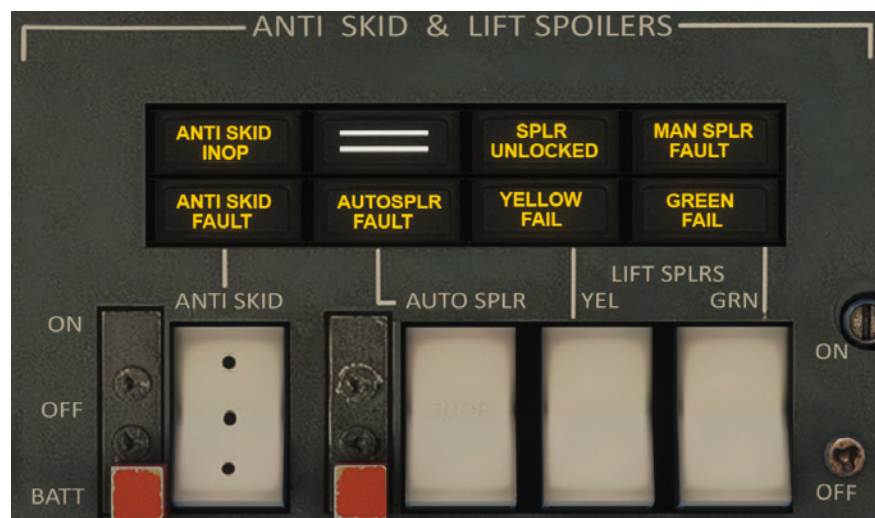 ANTI SKID & LIFT SPOILERS
ANTI SKID
INOP
SPLR
UNLOCKED
MAN SPLR
FAULT
ANTI SKID
FAULT
AUTOSPLR
FAULT
YELLOW
FAIL
GREEN
FAIL
LIFT SPLRS
ANTI SKID
AUTO SPLR
YEL
GRN
ON
ON
OFF
BATT
OFF